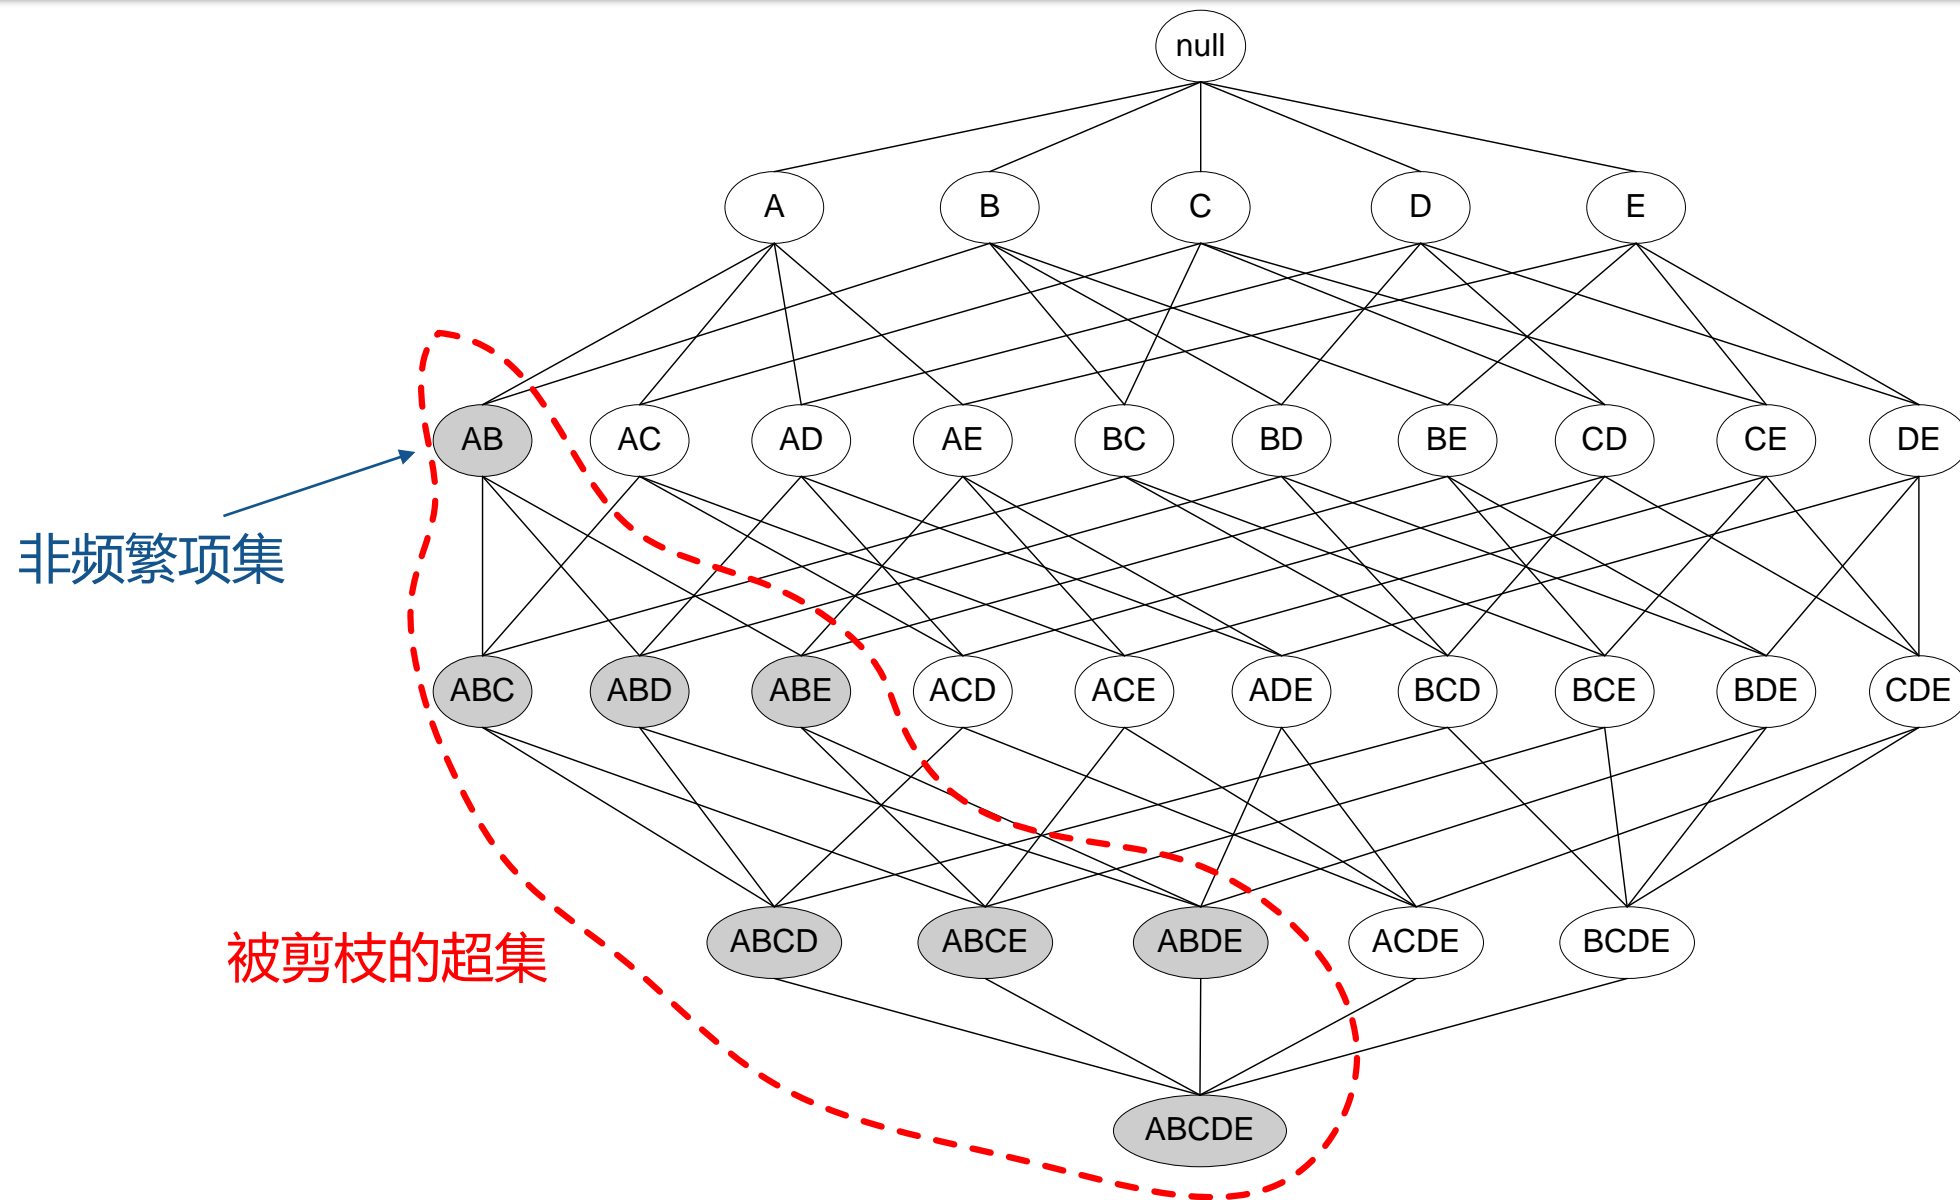 null
A B C D E
AB AC AD AE BC BD BE CD CE DE
非频繁项集
ABC ABD ABE ACD ACE ADE BCD BCE BDE CDE
被剪枝的超集
ABCD ABCE ABDE ACDE BCDE
ABCDE